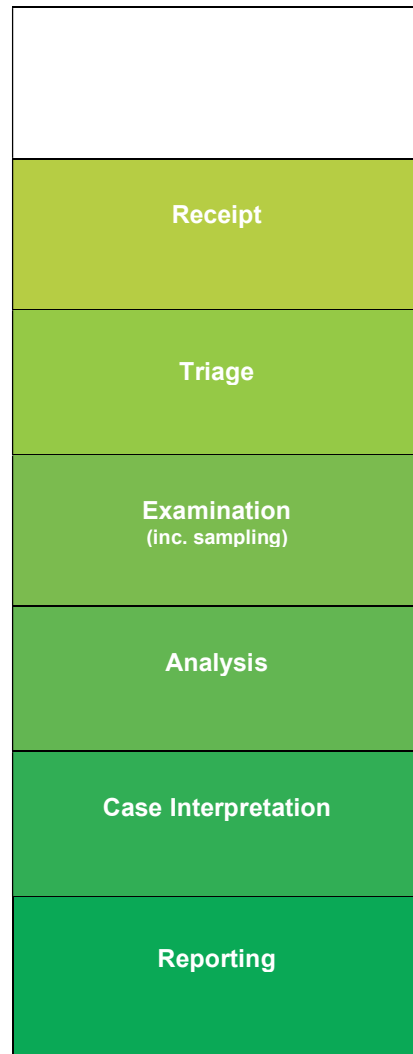 Receipt
Triage
Examination
(inc. sampling)
Analysis
Case Interpretation
Reporting